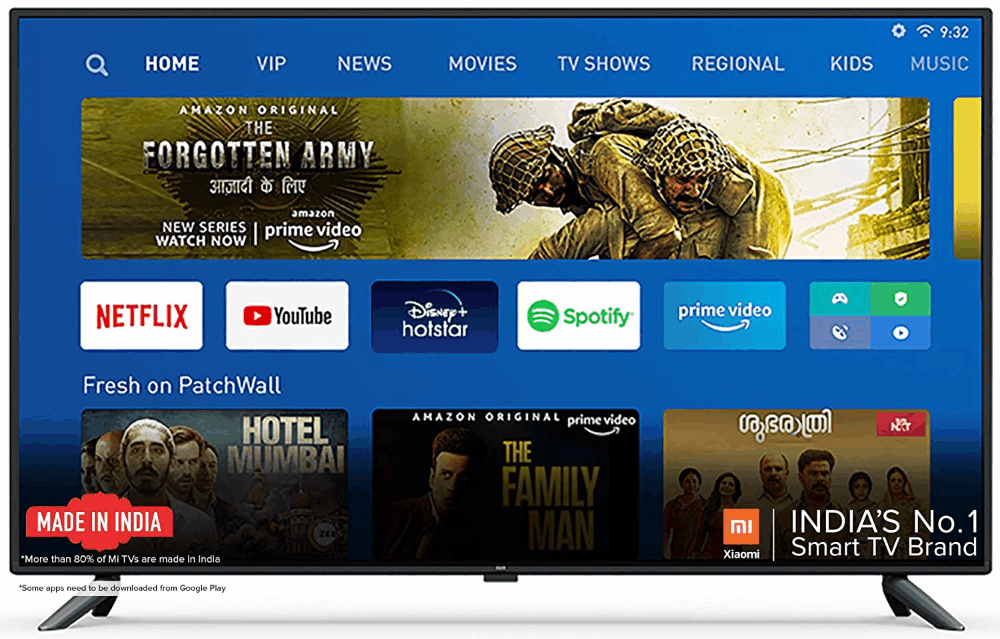 9:32
HOME VIP NEWS MOVIES TV SHOWS REGIONAL KIDS MUSIC
AMAZON ORIGINAL
THE
FORGOTTEN ARMY
आज़ादी के लिए
NEW SERIES
WATCH NOW
amazon
prime video
NETFLIX
YouTube
Disney+
hotstar
Spotify
prime video
Fresh on PatchWall
HOTEL
MUMBAI
AMAZON ORIGINAL prime video
THE
FAMILY
MAN
ശുഭരാത്രി
MADE IN INDIA
*More than 80% of Mi TVs are made in India
mi
Xiaomi
INDIA'S No.1
Smart TV Brand
*Some apps need to be downloaded from Google Play